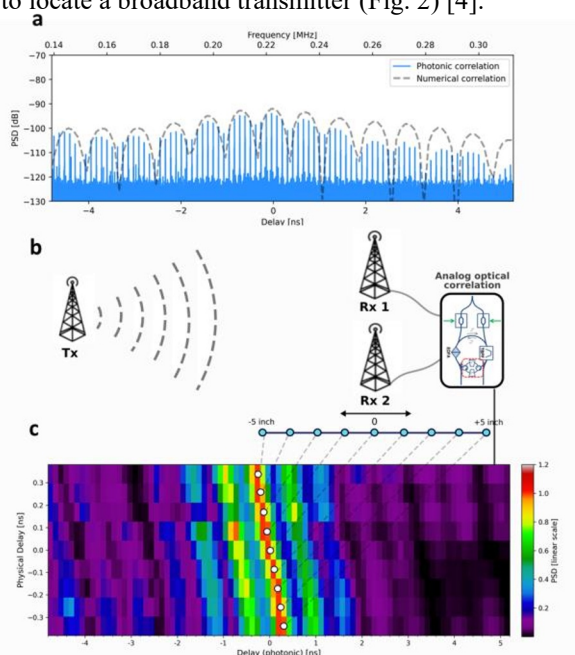 to locate a broadband transmitter (Fig. 2) [4].
a
Frequency [MHz]
0.14 0.16 0.18 0.20 0.22 0.24 0.26 0.28 0.30
PSD [dB]
−70
−80
−90
−100
−110
−120
−130
Photonic correlation
Numerical correlation
−4 −2 0 2 4
Delay [ns]
b
Tx
Rx 1
Rx 2
Analog optical
correlation
c
-5 inch 0 +5 inch
Physical Delay [ns]
0.3
0.2
0.1
0.0
−0.1
−0.2
−0.3
-4 -3 -2 -1 0 1 2 3 4 5
Delay (photonic) [ns]
1.2
1.0
0.8
0.6
0.4
0.2
PSD [linear scale]